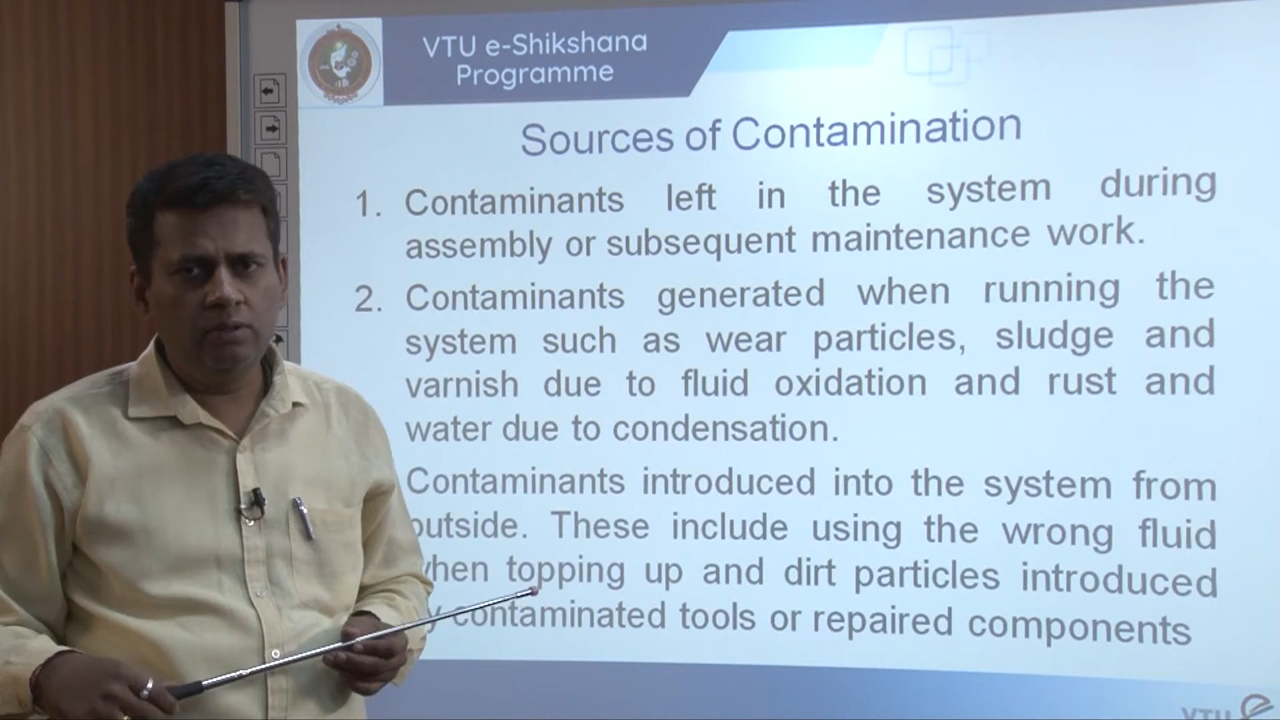 VTU e-Shikshana
Programme
Sources of Contamination
1. Contaminants left in the system during
assembly or subsequent maintenance work.
2. Contaminants generated when running the
system such as wear particles, sludge and
varnish due to fluid oxidation and rust and
water due to condensation.
Contaminants introduced into the system from
outside. These include using the wrong fluid
when topping up and dirt particles introduced
contaminated tools or repaired components
VTU